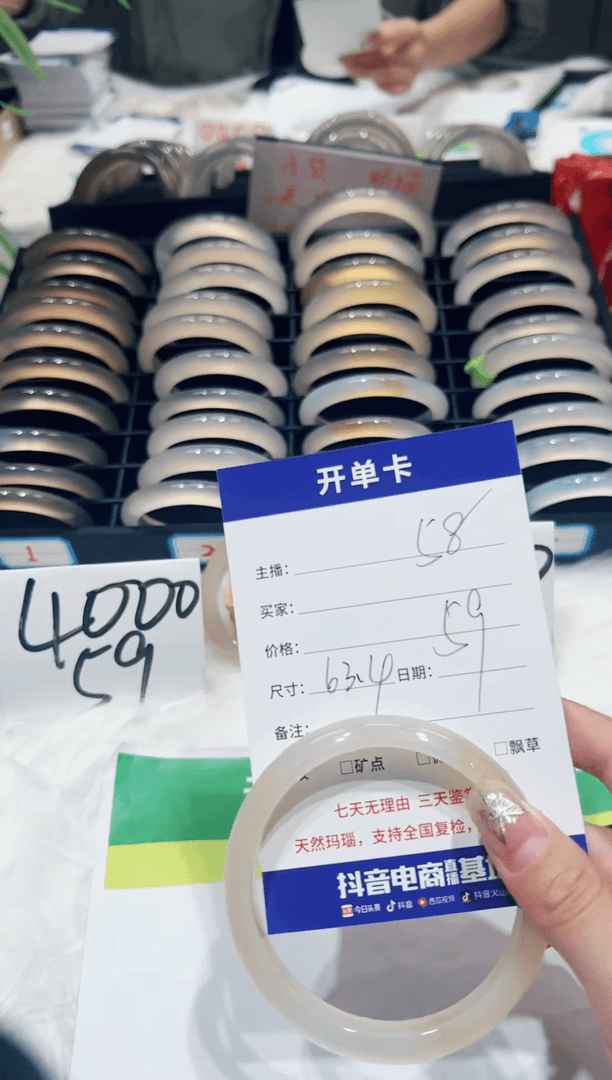 开单卡
58
主播：
买家：
59
价格：
尺寸：63.4 日期：
备注：
□矿点
□飘草
七天无理由 三天鉴
天然玛瑙，支持全国复检，
抖音电商直播基
今日头条 抖音 西瓜视频 抖音火山
4000
59
1
2